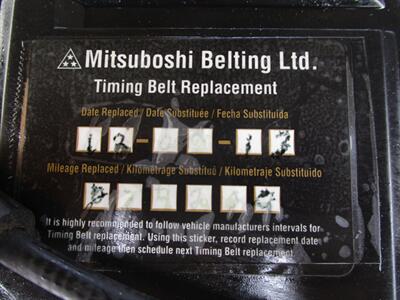 Mitsuboshi Belting Ltd.
Timing Belt Replacement
Date Replaced / Date Substituée / Fecha Substituida
Mileage Replaced / Kilométrage Substitué / Kilometraje Substituido
It is highly recommended to follow vehicle manufacturers intervals for
Timing Belt replacement. Using this sticker, record replacement date
and mileage then schedule next Timing Belt replacement.